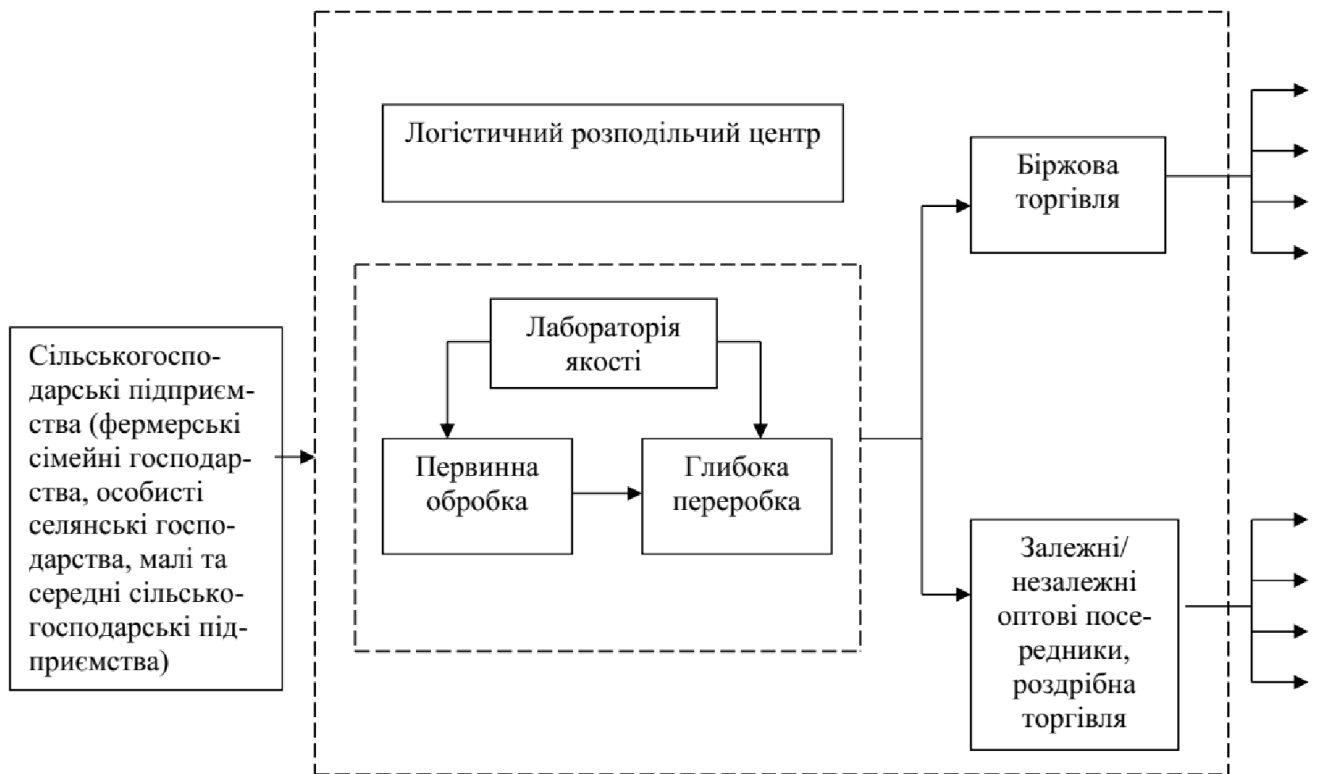 Логістичний розподільчий центр
Біржова
торгівля
Лабораторія
якості
Сільськогоспо-
дарські підприєм-
ства (фермерські
сімейні господар-
ства, особисті
селянські госпо-
дарства, малі та
середні сільсько-
господарські під-
приємства)
Первинна
обробка
Глибока
переробка
Залежні/
незалежні
оптові посе-
редники,
роздрібна
торгівля